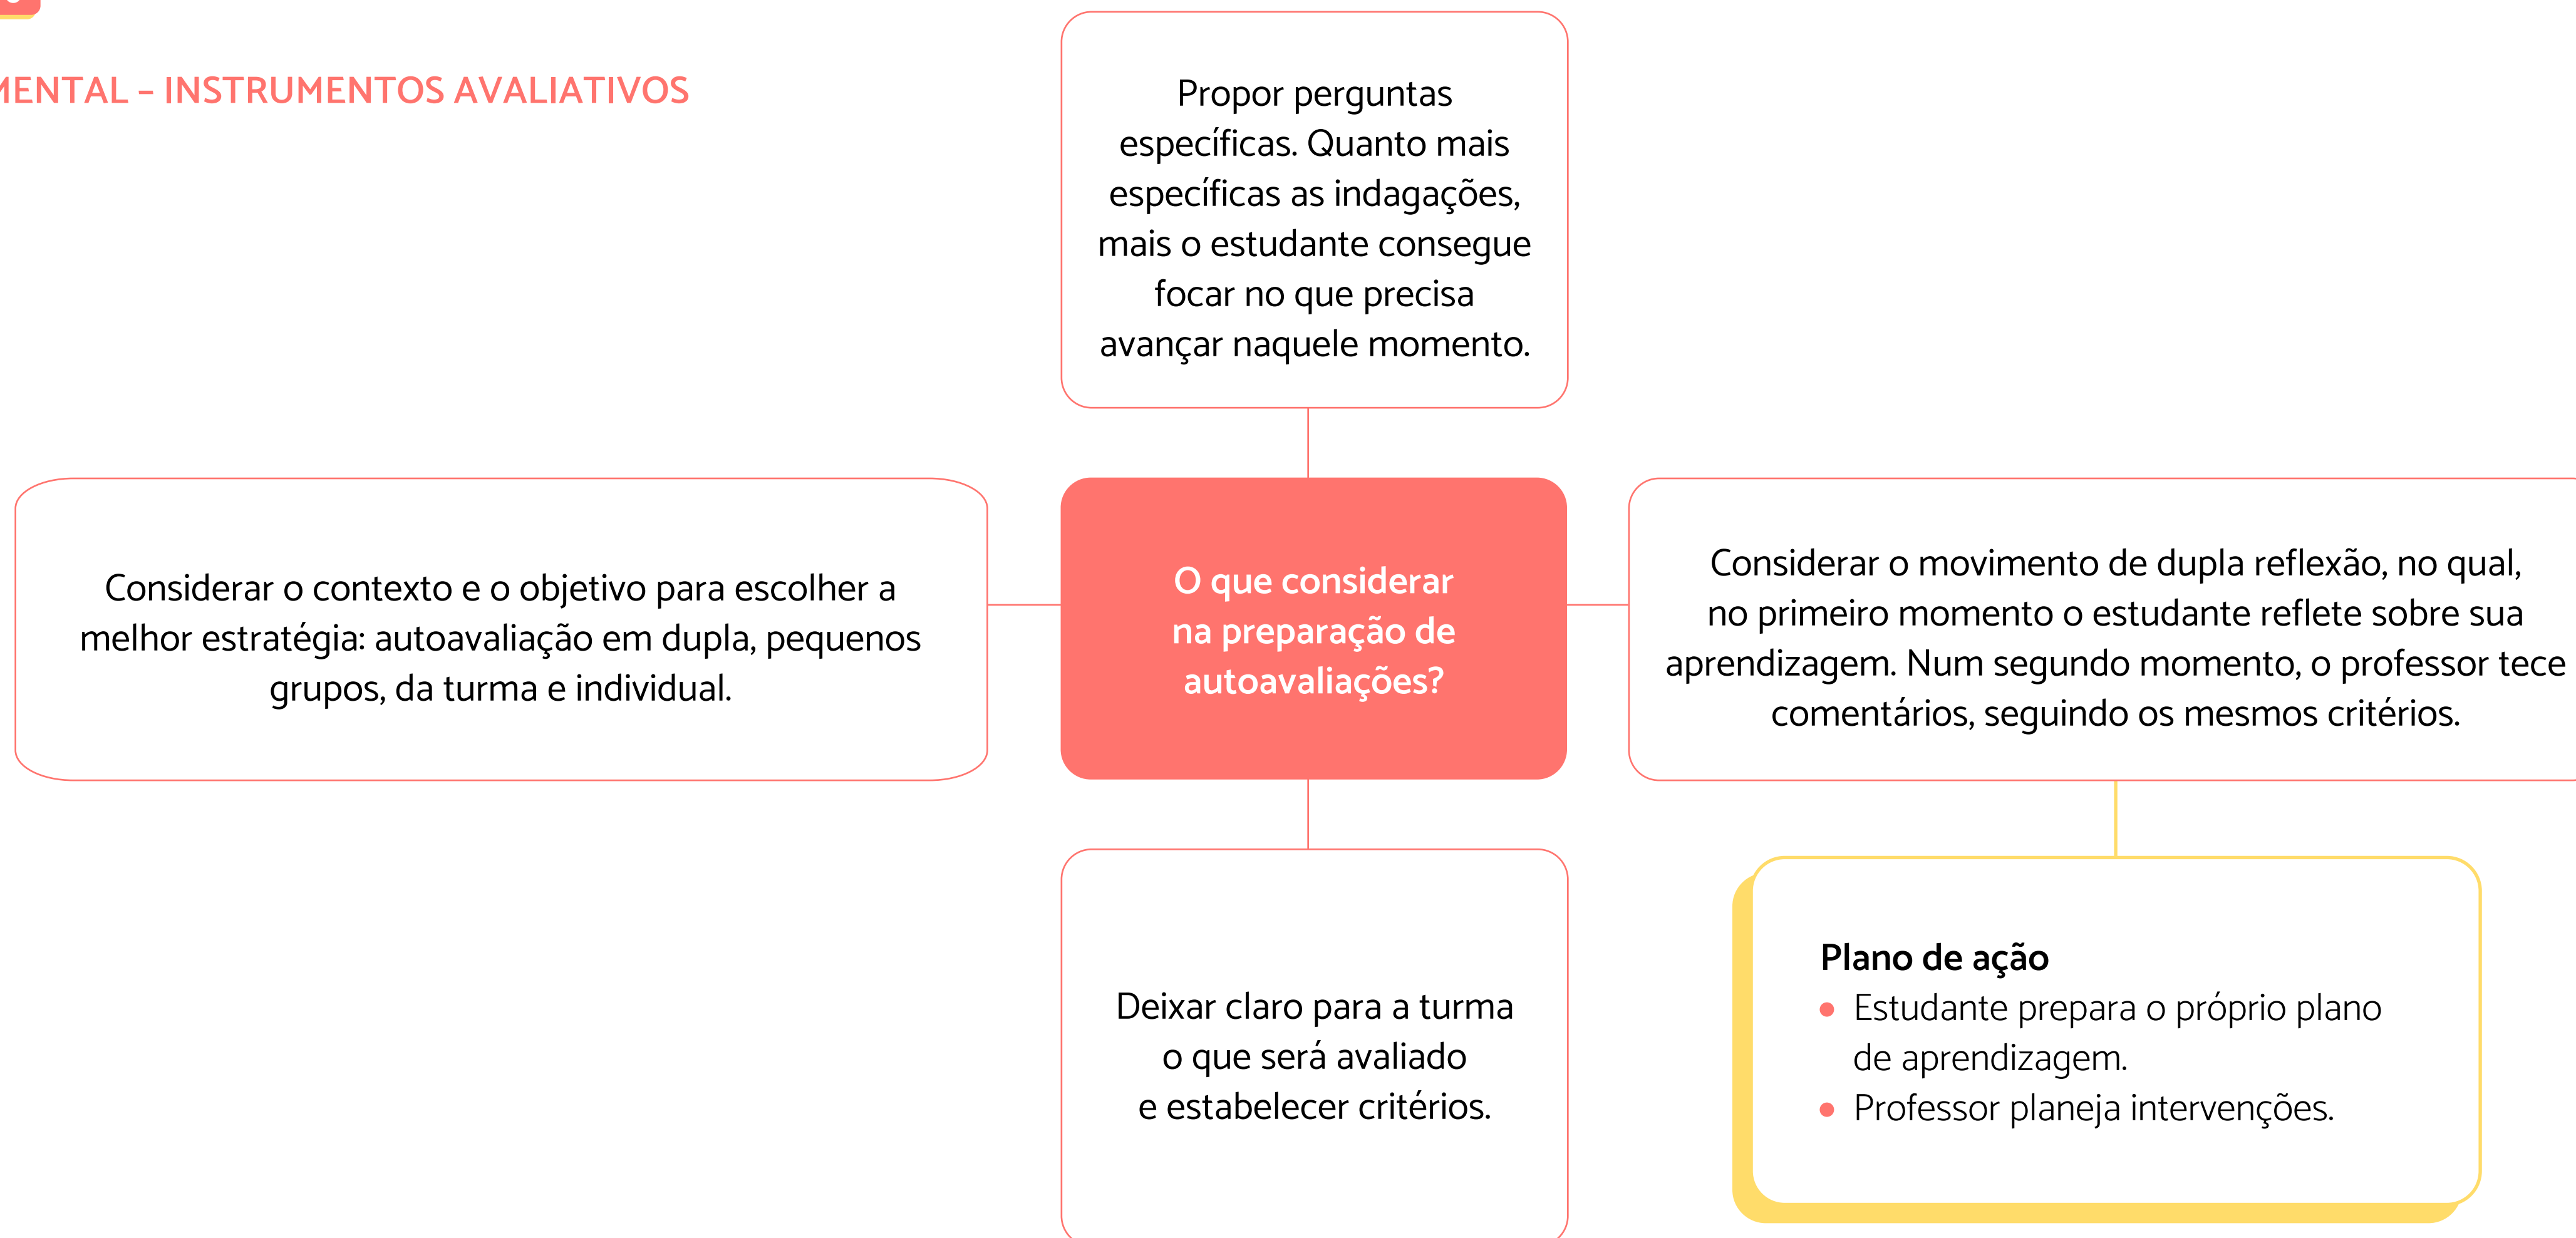 MENTAL – INSTRUMENTOS AVALIATIVOS
Propor perguntas
específicas. Quanto mais
específicas as indagações,
mais o estudante consegue
focar no que precisa
avançar naquele momento.
Considerar o contexto e o objetivo para escolher a
melhor estratégia: autoavaliação em dupla, pequenos
grupos, da turma e individual.
O que considerar
na preparação de
autoavaliações?
Considerar o movimento de dupla reflexão, no qual,
no primeiro momento o estudante reflete sobre sua
aprendizagem. Num segundo momento, o professor tece
comentários, seguindo os mesmos critérios.
Deixar claro para a turma
o que será avaliado
e estabelecer critérios.
Plano de ação
Estudante prepara o próprio plano
de aprendizagem.
Professor planeja intervenções.